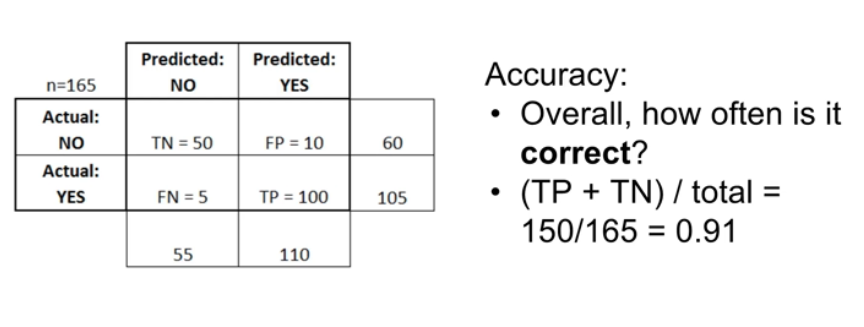 Predicted: Predicted:
n=165 NO YES
Actual:
NO TN = 50 FP = 10 60
Actual:
YES FN = 5 TP = 100 105
55 110
Accuracy:
• Overall, how often is it
correct?
• (TP + TN) / total =
150/165 = 0.91